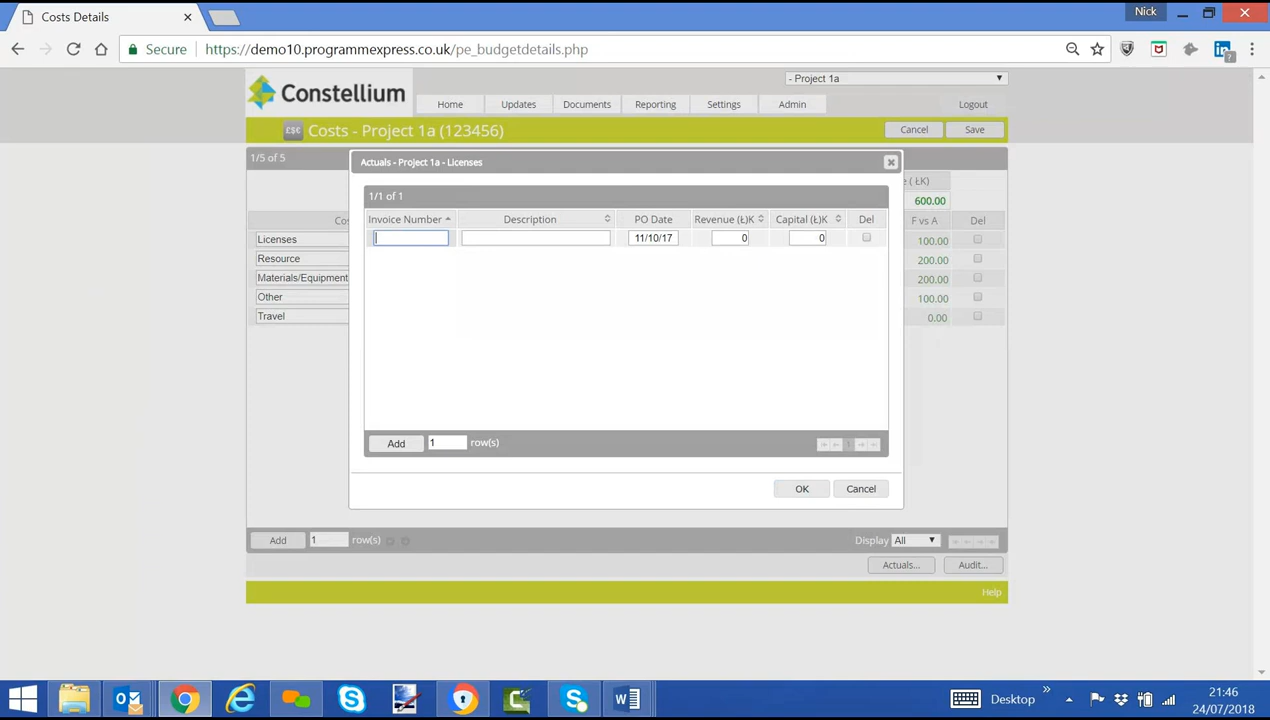 Costs Details
Nick
Secure
https://demo10.programmexpress.co.uk/pe_budgetdetails.php
Constellium
- Project 1a
Home Updates Documents Reporting Settings Admin Logout
£$€ Costs - Project 1a (123456) Cancel Save
1/5 of 5
Actuals - Project 1a - Licenses
1/1 of 1
Invoice Number Description PO Date Revenue (Ł)K Capital (Ł)K Del
11/10/17 0 0
Add 1 row(s)
OK Cancel
(ŁK)
600.00
F vs A Del
Licenses 100.00
Resource 200.00
Materials/Equipment 200.00
Other 100.00
Travel 0.00
Add 1 row(s) Display All
Actuals... Audit...
Help
Desktop
21:46
24/07/2018